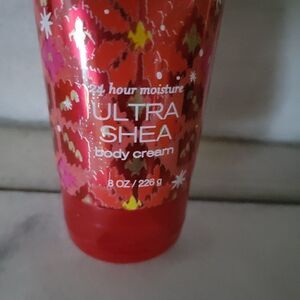 24 hour moisture
ULTRA
SHEA
body cream
8 OZ / 226 g